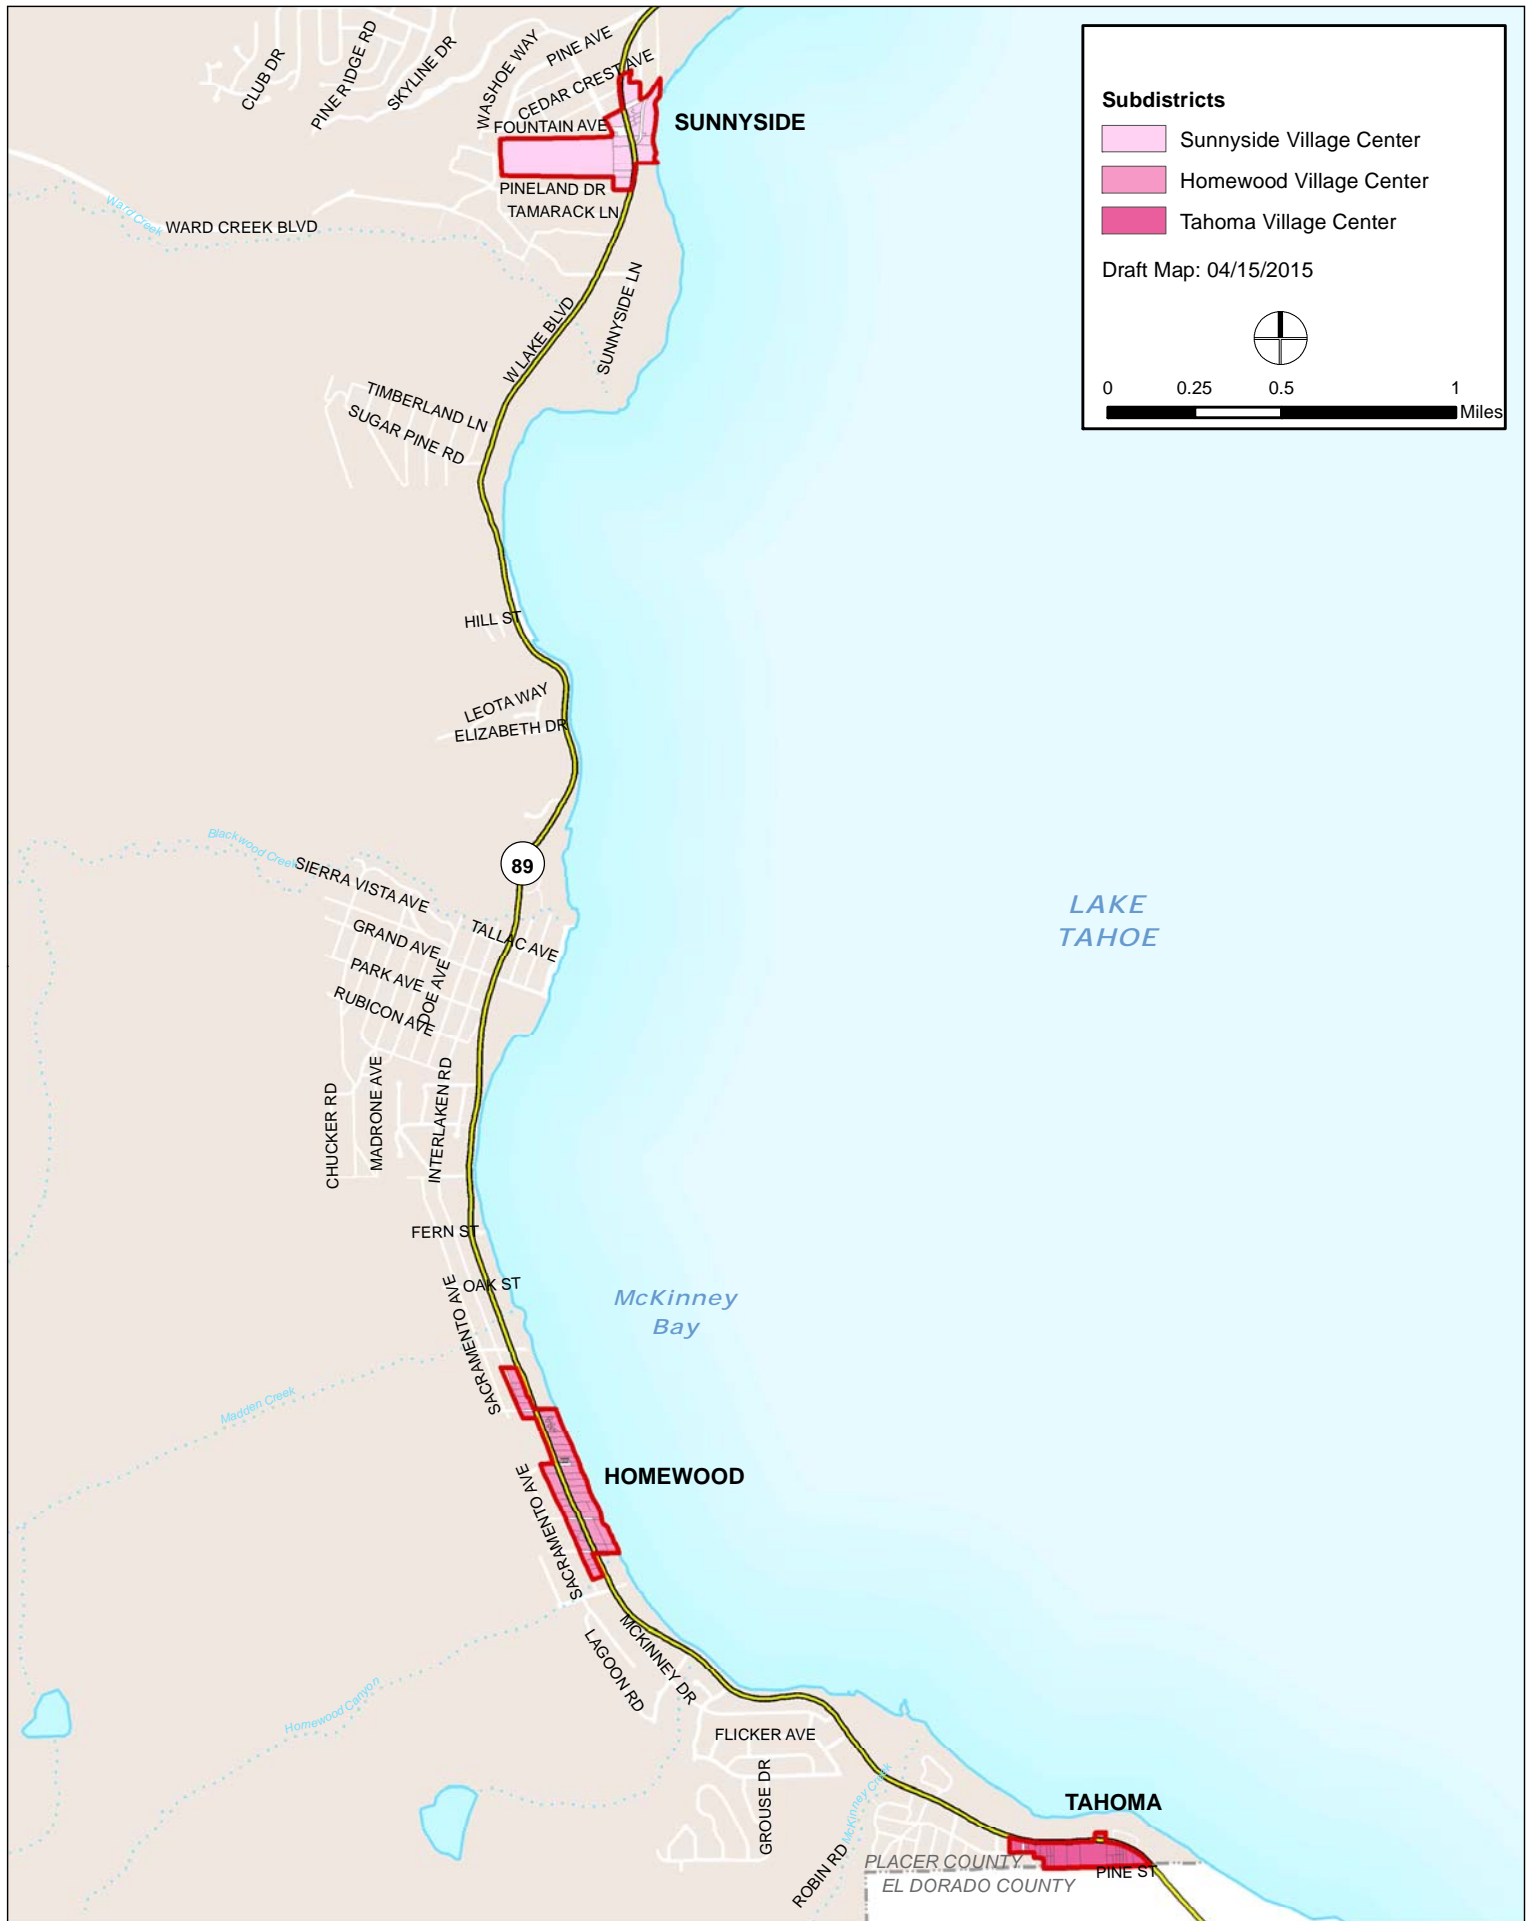 CLUB DR
PINE RIDGE RD
SKYLINE DR
WASHOE WAY
PINE AVE
CEDAR CREST AVE
FOUNTAIN AVE
SUNNYSIDE
PINELAND DR
TAMARACK LN
Ward Creek
WARD CREEK BLVD
W LAKE BLVD
SUNNYSIDE LN
TIMBERLAND LN
SUGAR PINE RD
Subdistricts
Sunnyside Village Center
Homewood Village Center
Tahoma Village Center
Draft Map: 04/15/2015
0 0.25 0.5 1
Miles
HILL ST
LEOTA WAY
ELIZABETH DR
Blackwood Creek
89
SIERRA VISTA AVE
GRAND AVE
TALLAC AVE
PARK AVE
DOE AVE
RUBICON AVE
LAKE
TAHOE
CHUCKER RD
MADRONE AVE
INTERLAKEN RD
FERN ST
OAK ST
SACRAMENTO AVE
McKinney
Bay
Madden Creek
HOMEWOOD
SACRAMENTO AVE
MCKINNEY DR
LAGOON RD
Homewood Canyon
FLICKER AVE
GROUSE DR
McKinney Creek
ROBIN RD
TAHOMA
PLACER COUNTY
PINE ST
EL DORADO COUNTY